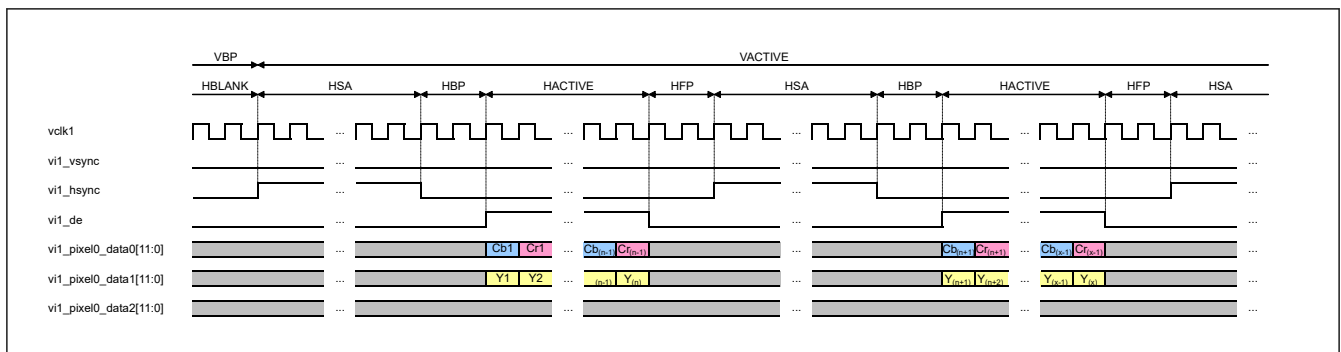 VBP VACTIVE
HBLANK HSA HBP HACTIVE HFP HSA HBP HACTIVE HFP HSA
vclk1 ... ... ... ... ...
vi1_vsync ... ... ... ... ...
vi1_hsync ... ... ... ... ...
vi1_de ... ... ... ... ...
vi1_pixel0_data0[11:0] ... Cb1 Cr1 ... Cb(n-1) Cr(n-1) ... Cb(n+1) Cr(n+1) ... Cb(x-1) Cr(x-1) ...
vi1_pixel0_data1[11:0] ... Y1 Y2 ... (n-1) Y(n) ... Y(n+1) Y(n+2) ... Y(x-1) Y(x) ...
vi1_pixel0_data2[11:0] ... ... ... ... ...